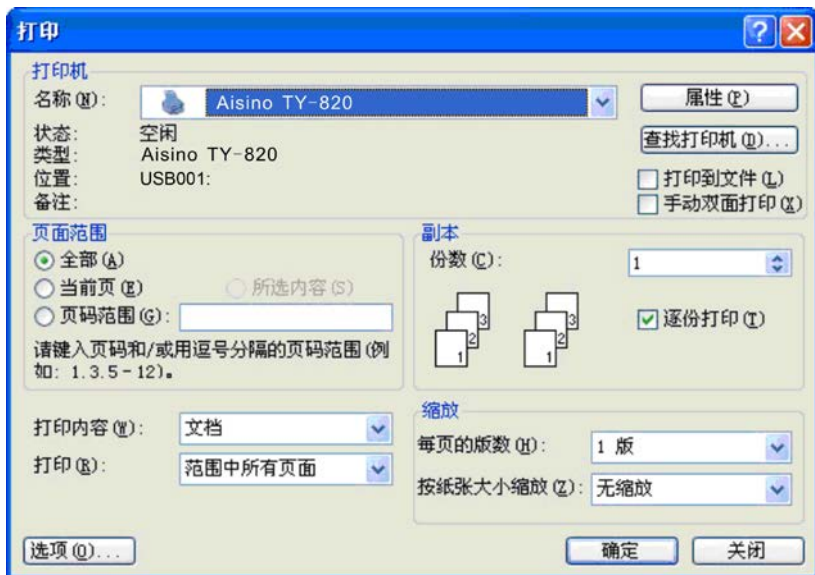 打印
打印机
名称(N): Aisino TY-820 属性(P)
状态: 空闲
类型: Aisino TY-820 查找打印机(D)...
位置: USB001: 打印到文件(L)
备注: 手动双面打印(X)
页面范围
全部(A)
当前页(E) 所选内容(S)
页码范围(G):
请键入页码和/或用逗号分隔的页码范围(例
如: 1.3.5-12)。
副本
份数(C): 1
1 2 3 1 2 3 逐份打印(T)
打印内容(W): 文档
打印(R): 范围中所有页面
缩放
每页的版数(H): 1 版
按纸张大小缩放(Z): 无缩放
选项(O)... 确定 关闭